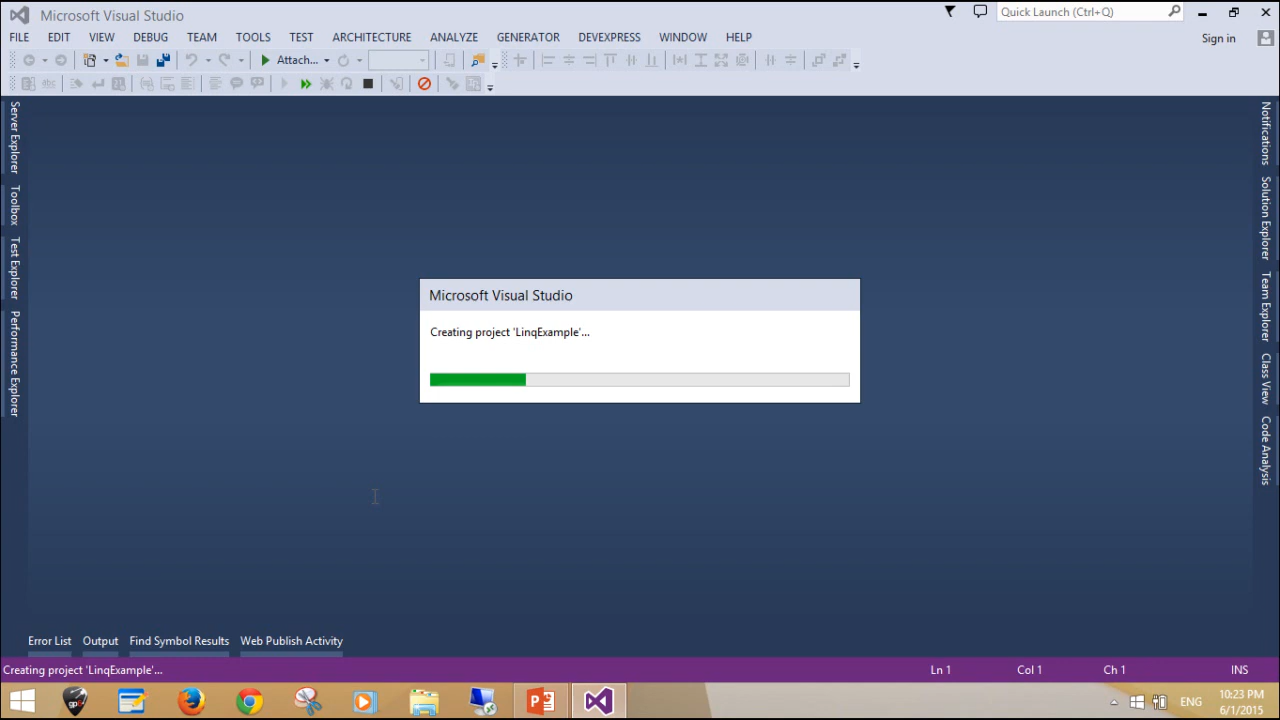 Microsoft Visual Studio
Quick Launch (Ctrl+Q)
FILE EDIT VIEW DEBUG TEAM TOOLS TEST ARCHITECTURE ANALYZE GENERATOR DEVEXPRESS WINDOW HELP
Sign in
Attach...
Server Explorer
Toolbox
Test Explorer
Performance Explorer
Microsoft Visual Studio
Creating project 'LinqExample'...
Notifications
Solution Explorer
Team Explorer
Class View
Code Analysis
Error List Output Find Symbol Results Web Publish Activity
Creating project 'LinqExample'... Ln 1 Col 1 Ch 1 INS
ENG
10:23 PM
6/1/2015